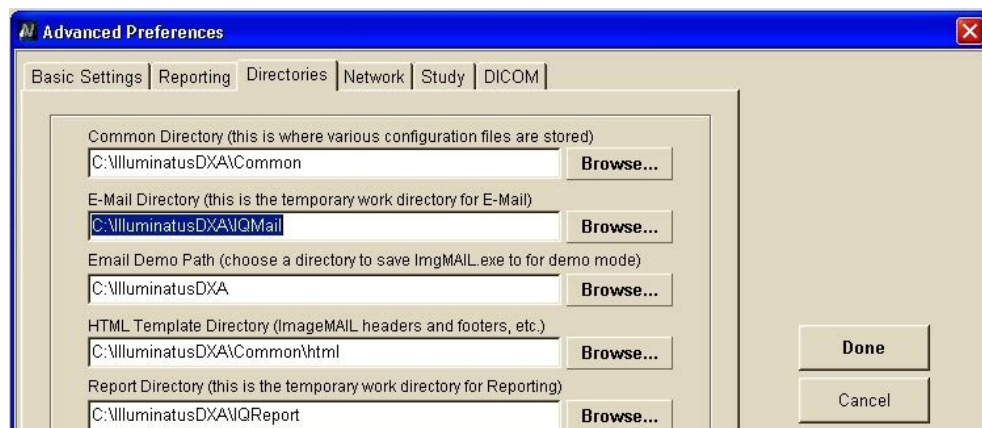 Advanced Preferences
Basic Settings Reporting Directories Network Study DICOM
Common Directory (this is where various configuration files are stored)
C:\IlluminatusDXA\Common Browse...
E-Mail Directory (this is the temporary work directory for E-Mail)
C:\IlluminatusDXA\IQMail Browse...
Email Demo Path (choose a directory to save ImgMAIL.exe to for demo mode)
C:\IlluminatusDXA Browse...
HTML Template Directory (ImageMAIL headers and footers, etc.)
C:\IlluminatusDXA\Common\html Browse...
Done
Report Directory (this is the temporary work directory for Reporting)
C:\IlluminatusDXA\IQReport Browse...
Cancel